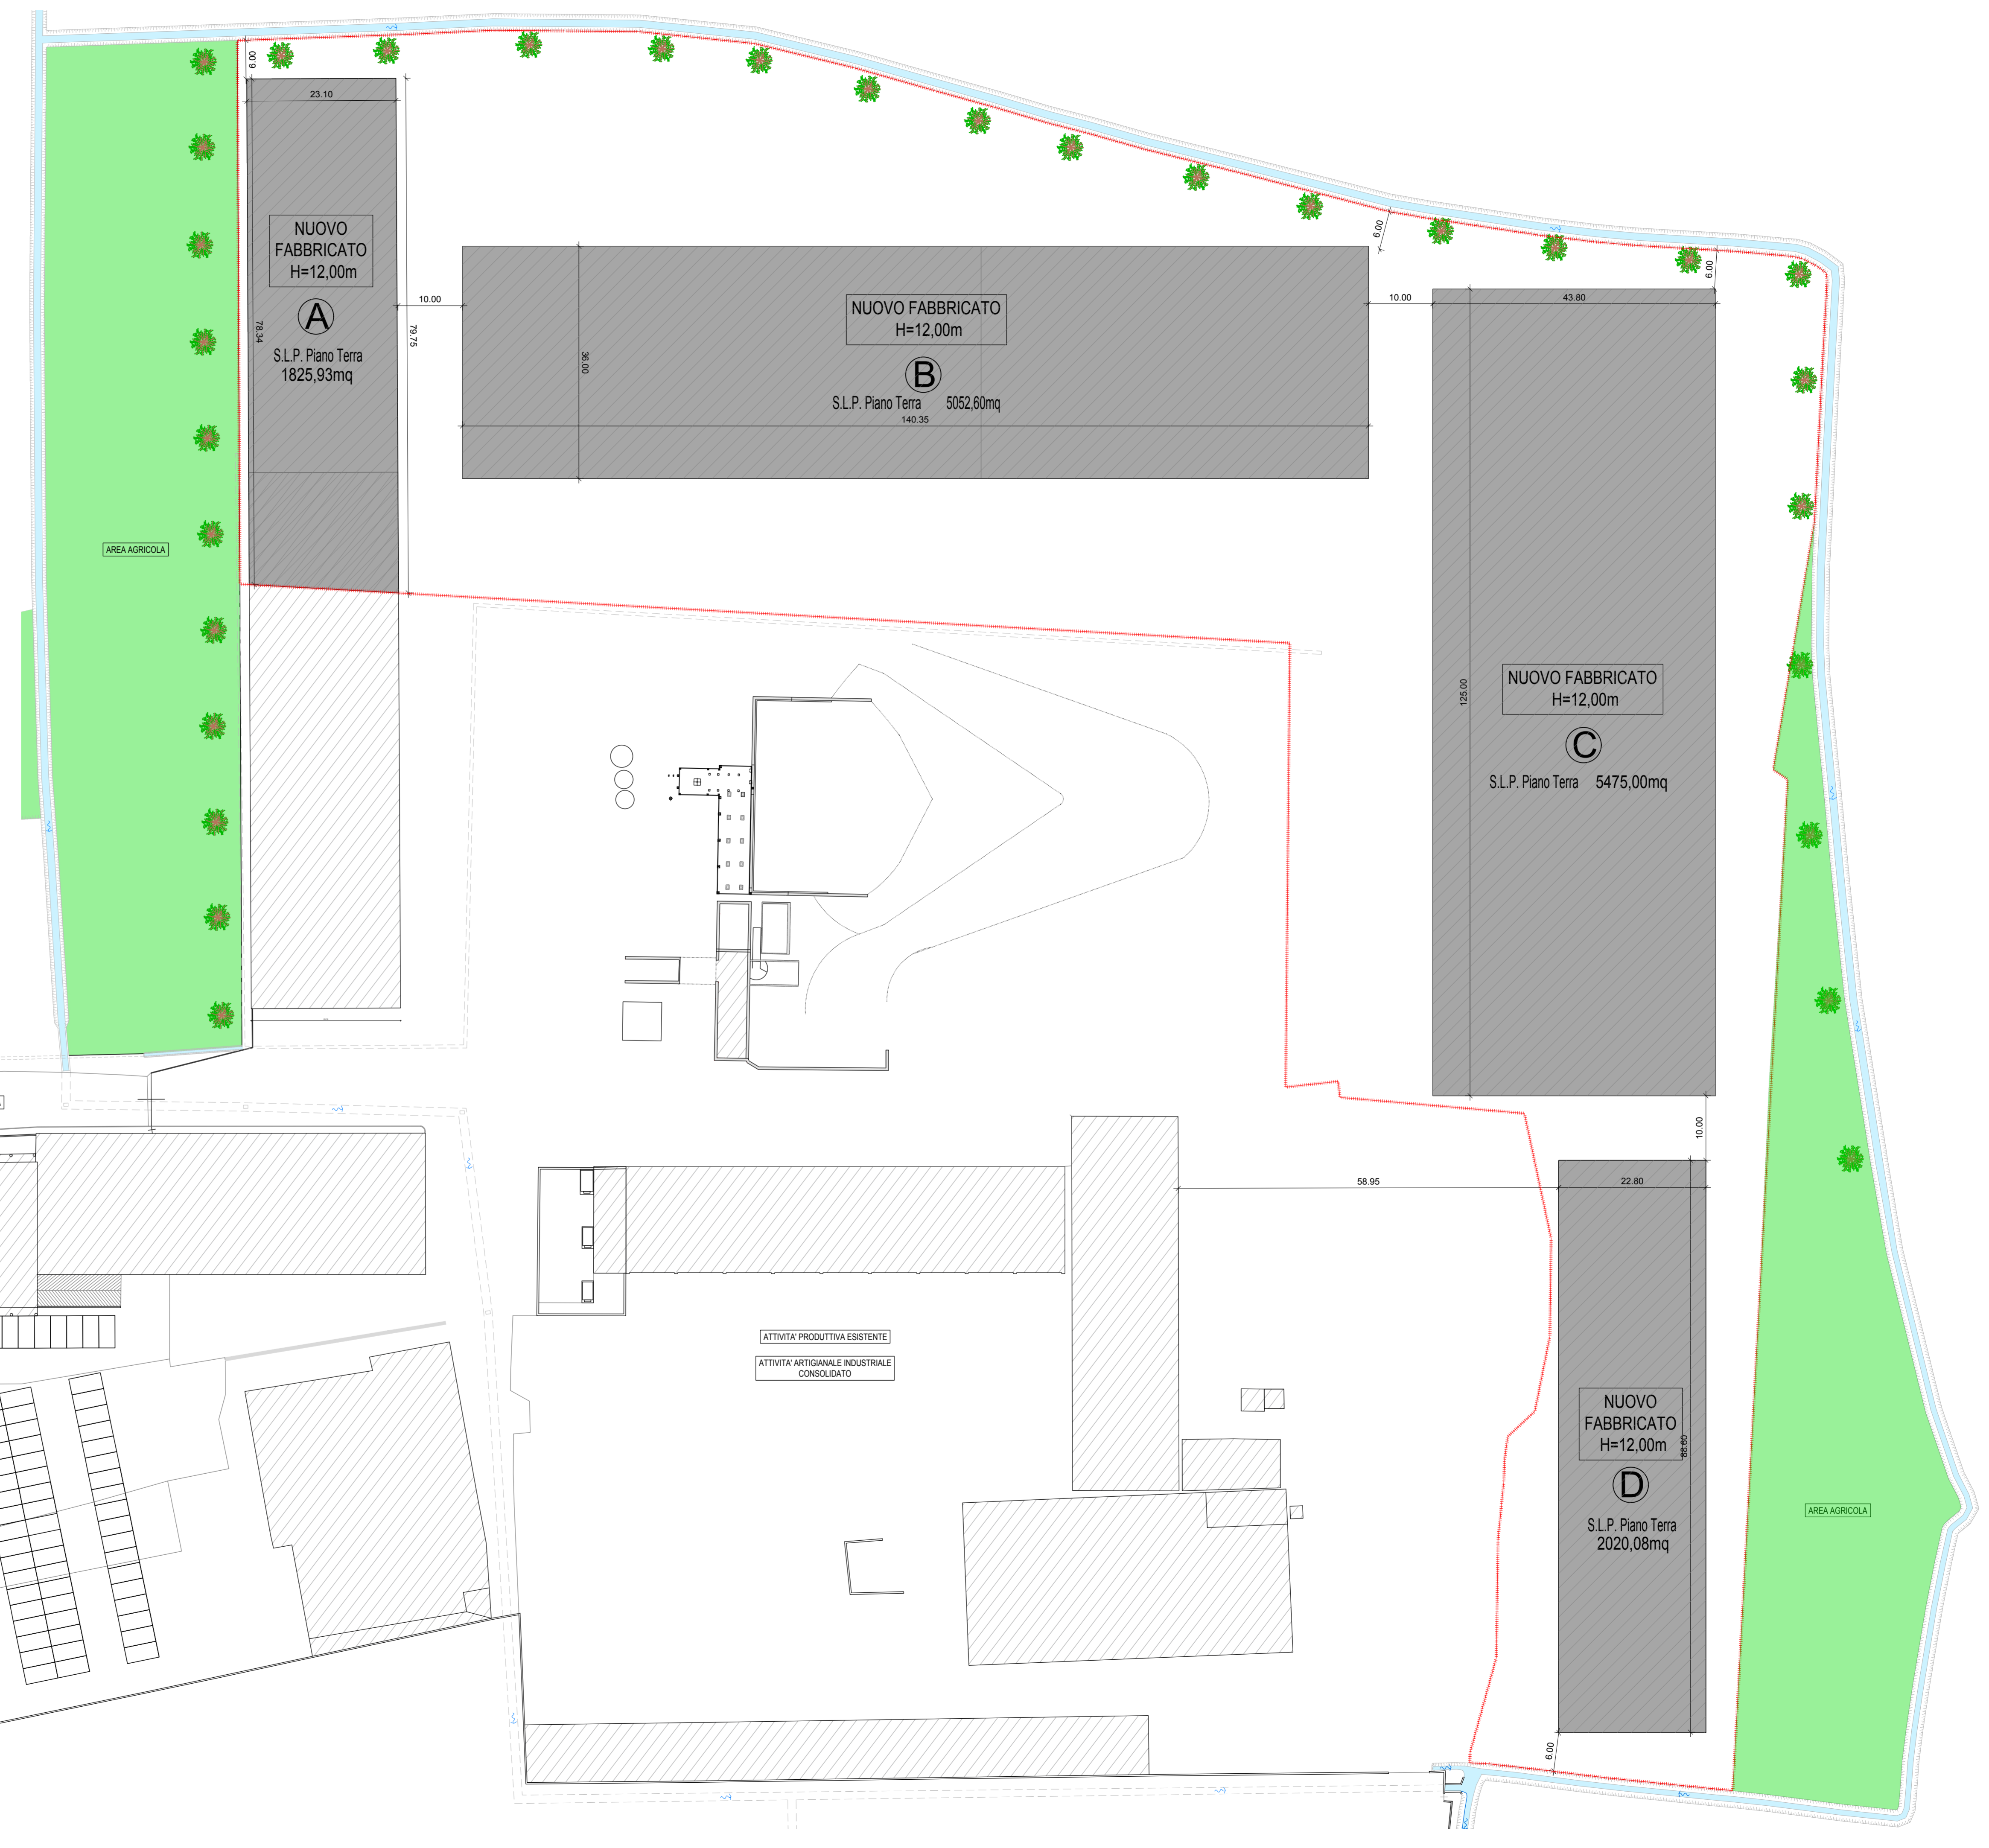 6.00
23.10
NUOVO
FABBRICATO
H=12,00m
A
S.L.P. Piano Terra
1825,93mq
78.34
79.75
10.00
NUOVO FABBRICATO
H=12,00m
B
S.L.P. Piano Terra 5052,60mq
140.35
36.00
6.00
10.00
6.00
43.80
125.00
NUOVO FABBRICATO
H=12,00m
C
S.L.P. Piano Terra 5475,00mq
AREA AGRICOLA
10.00
58.95
22.80
NUOVO
FABBRICATO
H=12,00m
88.60
D
S.L.P. Piano Terra
2020,08mq
6.00
ATTIVITA' PRODUTTIVA ESISTENTE
ATTIVITA' ARTIGIANALE INDUSTRIALE
CONSOLIDATO
AREA AGRICOLA